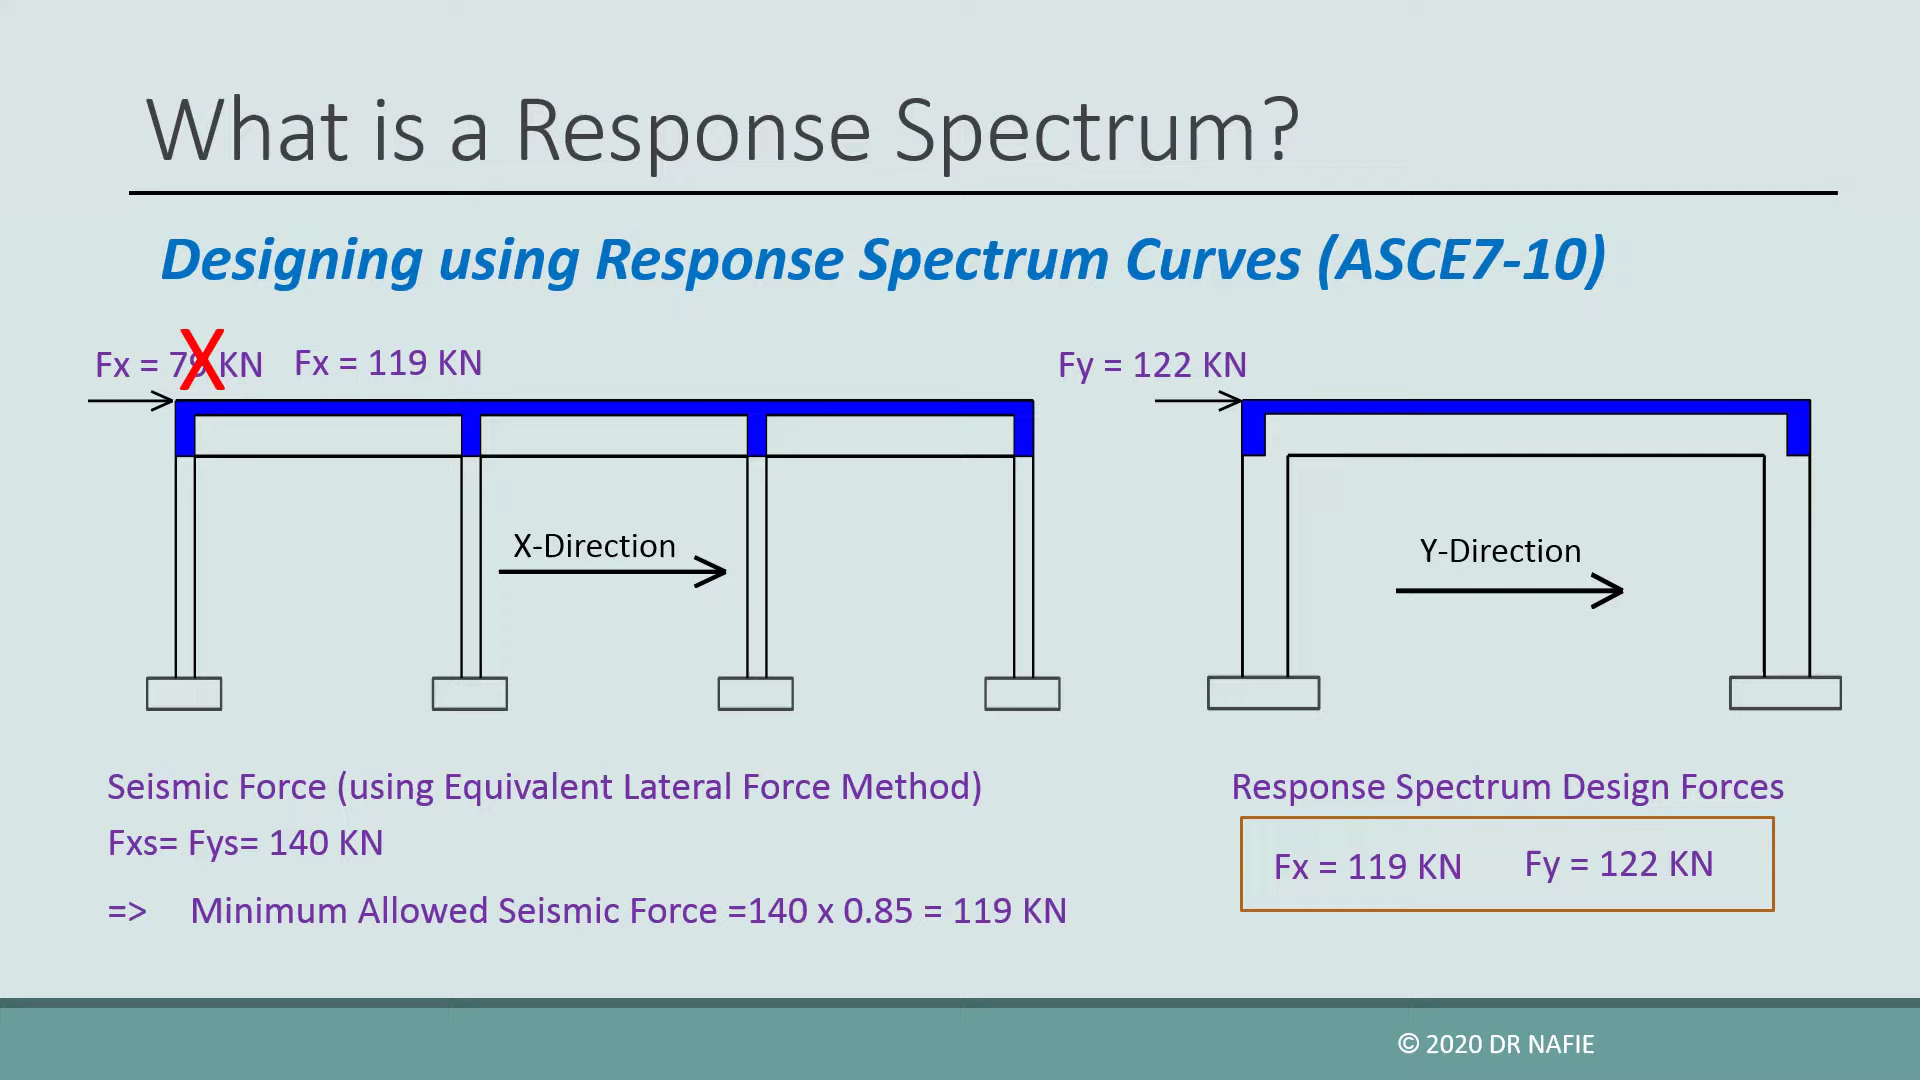 What is a Response Spectrum?
Designing using Response Spectrum Curves (ASCE7-10)
Fx = 79 KN Fx = 119 KN
Fy = 122 KN
X
X-Direction
Y-Direction
Seismic Force (using Equivalent Lateral Force Method)
Fxs= Fys= 140 KN
=> Minimum Allowed Seismic Force =140 x 0.85 = 119 KN
Response Spectrum Design Forces
Fx = 119 KN Fy = 122 KN
© 2020 DR NAFIE